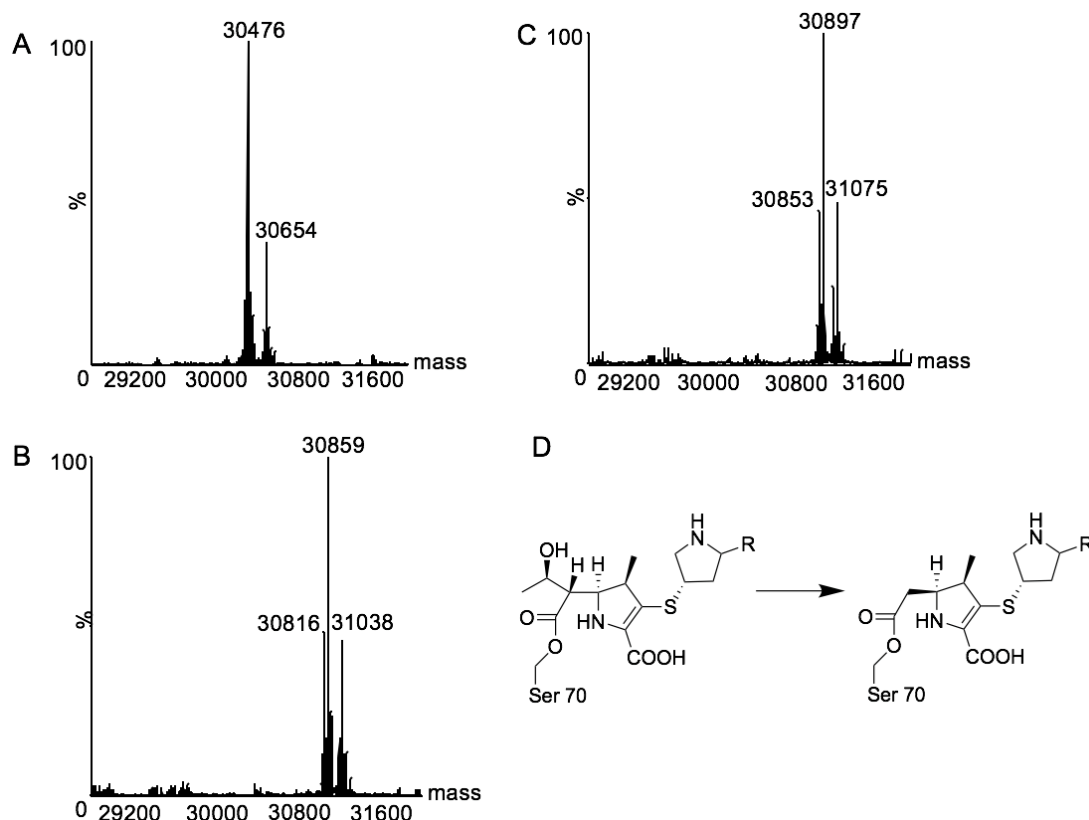 A
30476
100
30654
%
mass
0 29200 30000 30800 31600
C
30897
100
31075
30853
%
mass
0 29200 30000 30800 31600
B
30859
100
30816
31038
%
mass
0 29200 30000 30800 31600
D
H
N
R
OH
H
H
S
O
HN
O
COOH
Ser 70
H
N
R
H
S
O
HN
O
COOH
Ser 70